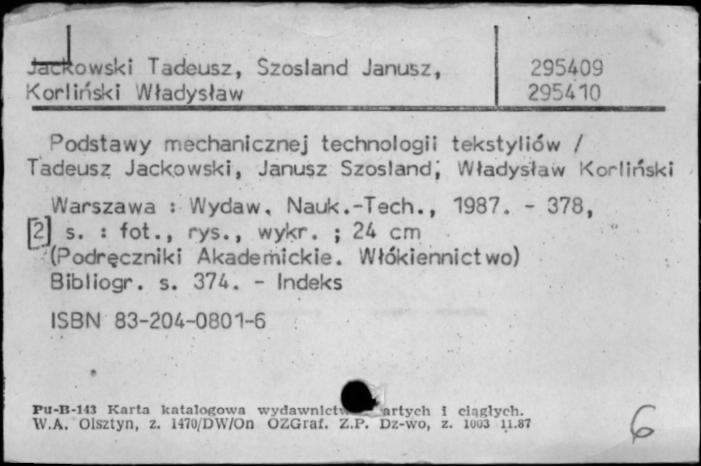 Jackowski Tadeusz, Szosland Janusz, 295409
Korliński Władysław 295410
Podstawy mechanicznej technologii tekstyliów /
Tadeusz Jackowski, Janusz Szosland, Władysław Korliński
Warszawa : Wydaw. Nauk.-Tech., 1987. - 378,
[2] s. : fot., rys., wykr. ; 24 cm
(Podręczniki Akademickie. Włókiennictwo)
Bibliogr. s. 374. - Indeks
ISBN 83-204-0801-6
Pu-B-143 Karta katalogowa artych i ciągłych.
W.A. Olsztyn, z. 1470/DW/On OZGraf. Z.P. Dz-wo, z. 1003 11.87
6